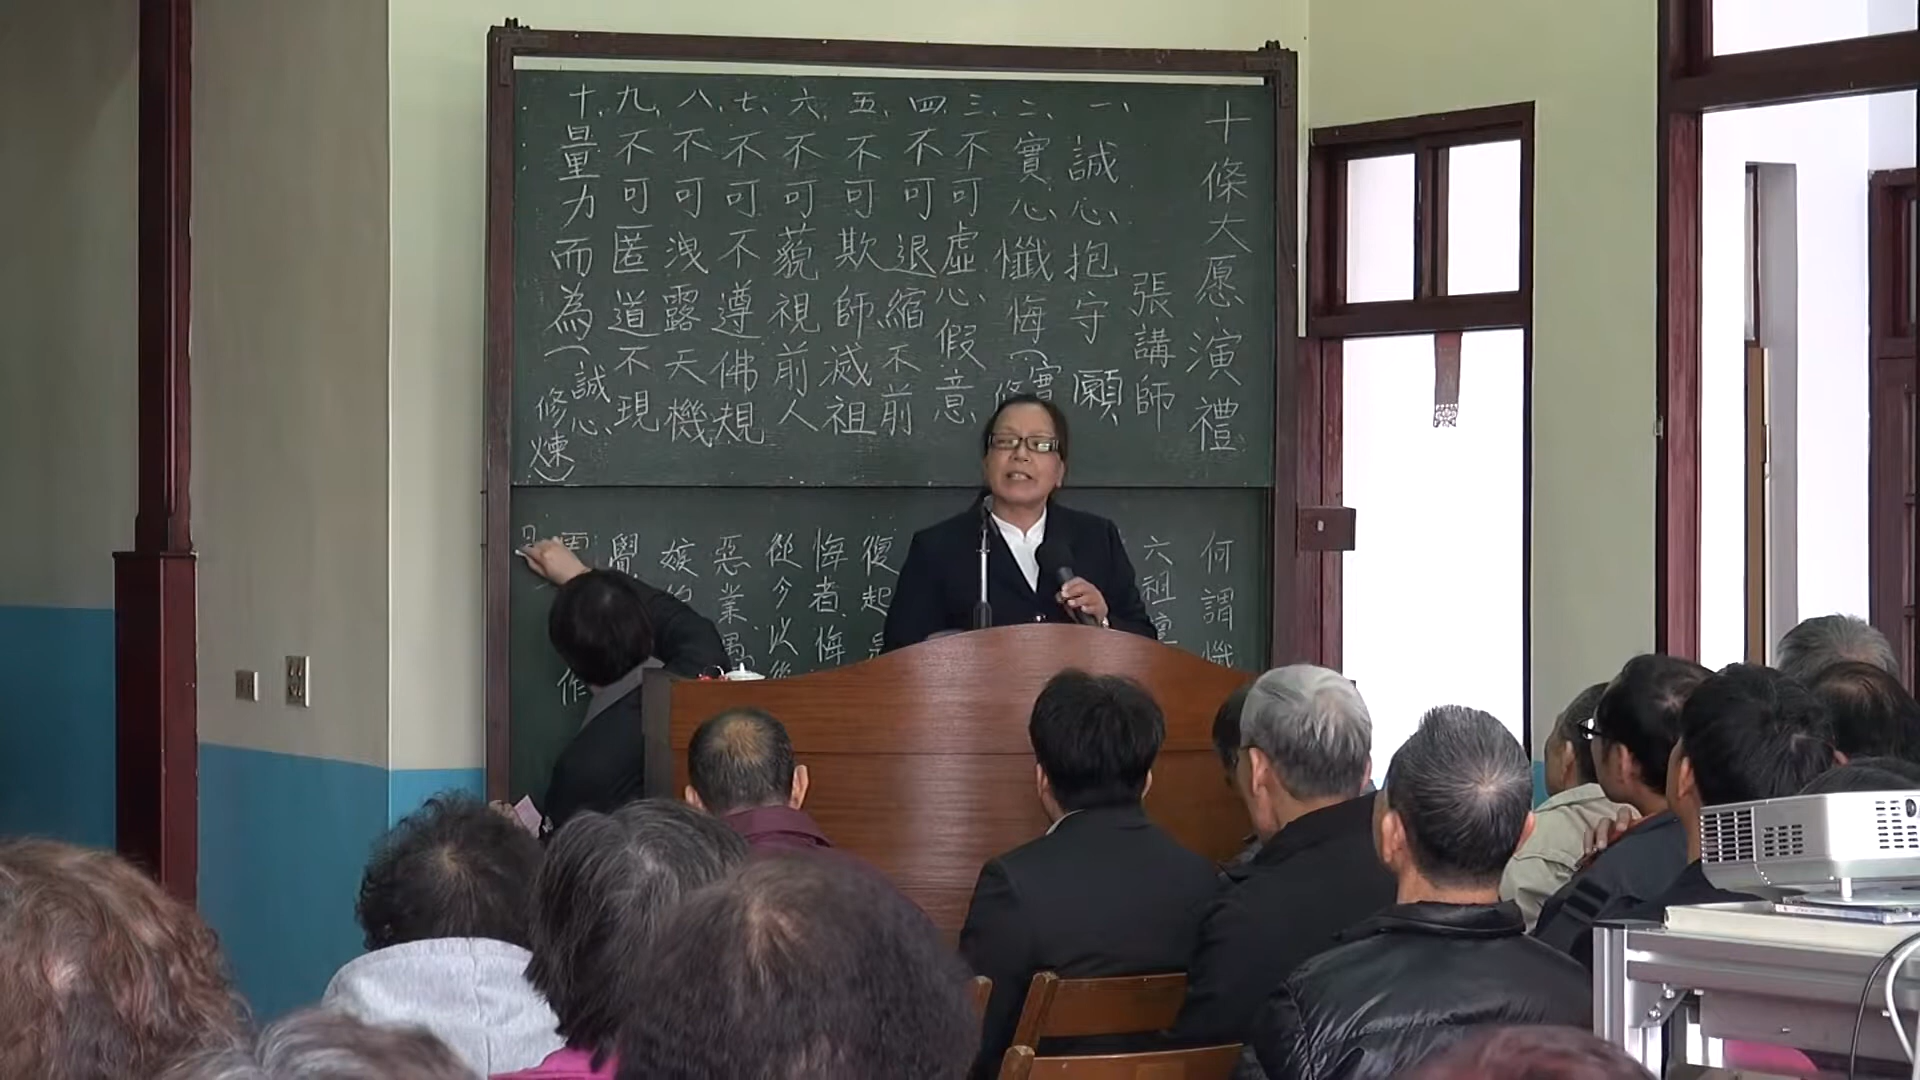 十條大愿演禮
張講師
一、誠心抱守 願
二、實心懺悔(實
修
三、不可虛心假意
四、不可退縮不前
五、不可欺師滅祖
六、不可藐視前人
七、不可不遵佛規
八、不可洩露天機
九、不可匿道不現
十、量力而為(誠心
修煉)
何謂懺
六祖壇
復起是
悔者悔
從今以後
惡業愚
嫉
覺
作